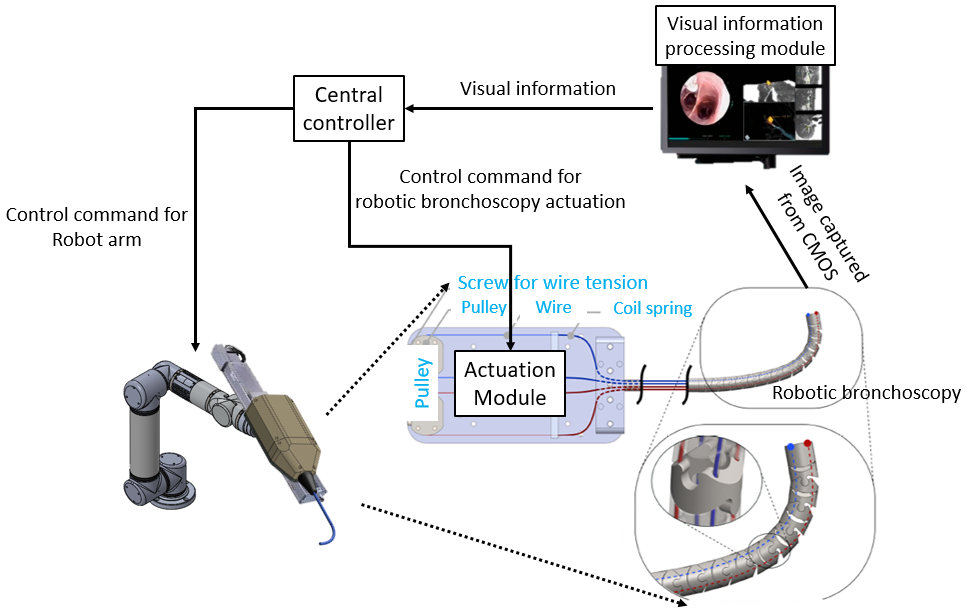 Visual information
processing module
Central
controller
Visual information
Control command for
robotic bronchoscopy actuation
Control command for
Robot arm
Image captured
from CMOS
Screw for wire tension
Pulley
Wire
Coil spring
Pulley
Actuation
Module
Robotic bronchoscopy